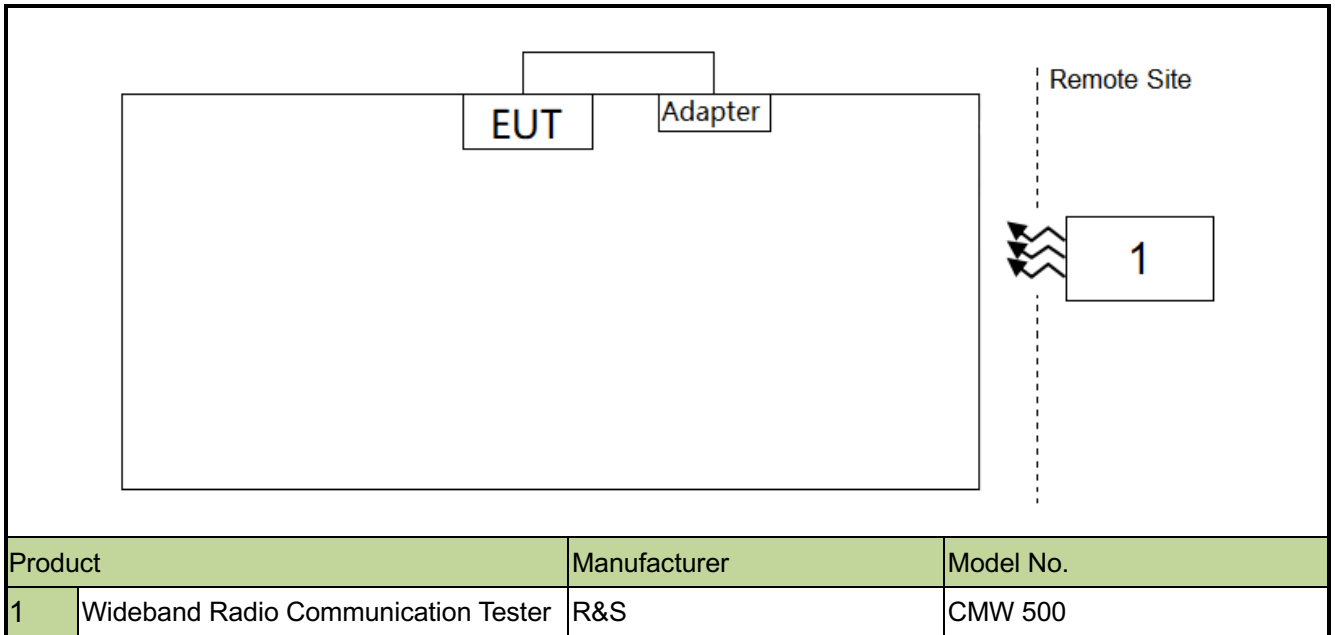 Remote Site
EUT
Adapter
1
Product Manufacturer Model No.
1 Wideband Radio Communication Tester R&S CMW 500